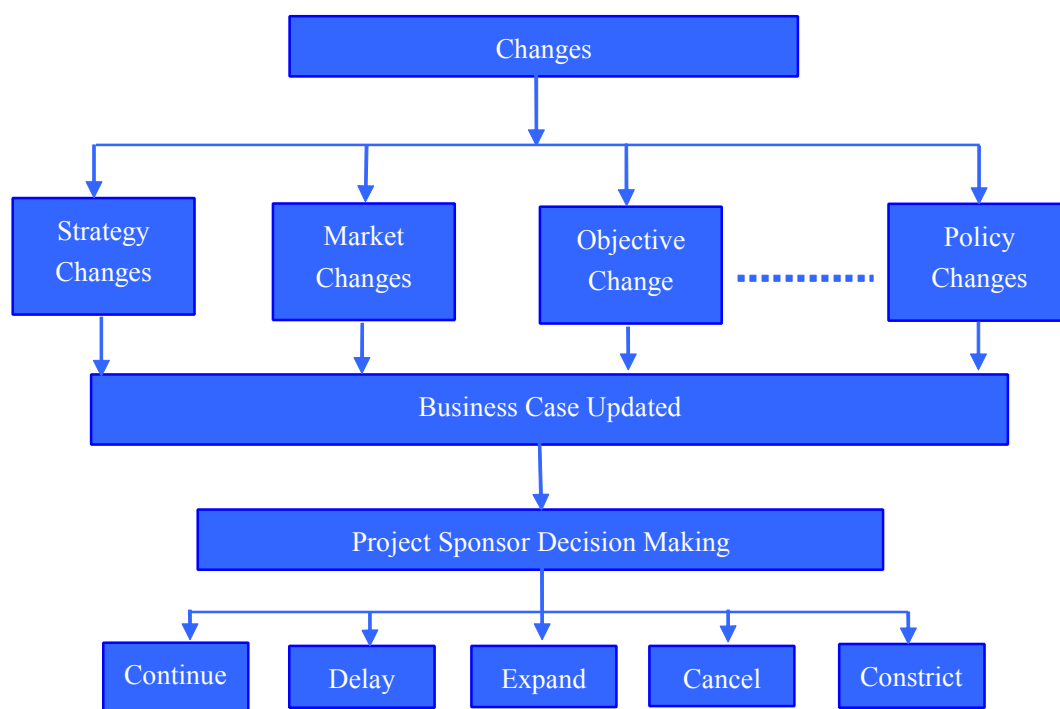 Changes
Strategy
Changes
Market
Changes
Objective
Change
Policy
Changes
Business Case Updated
Project Sponsor Decision Making
Continue
Delay
Expand
Cancel
Constrict